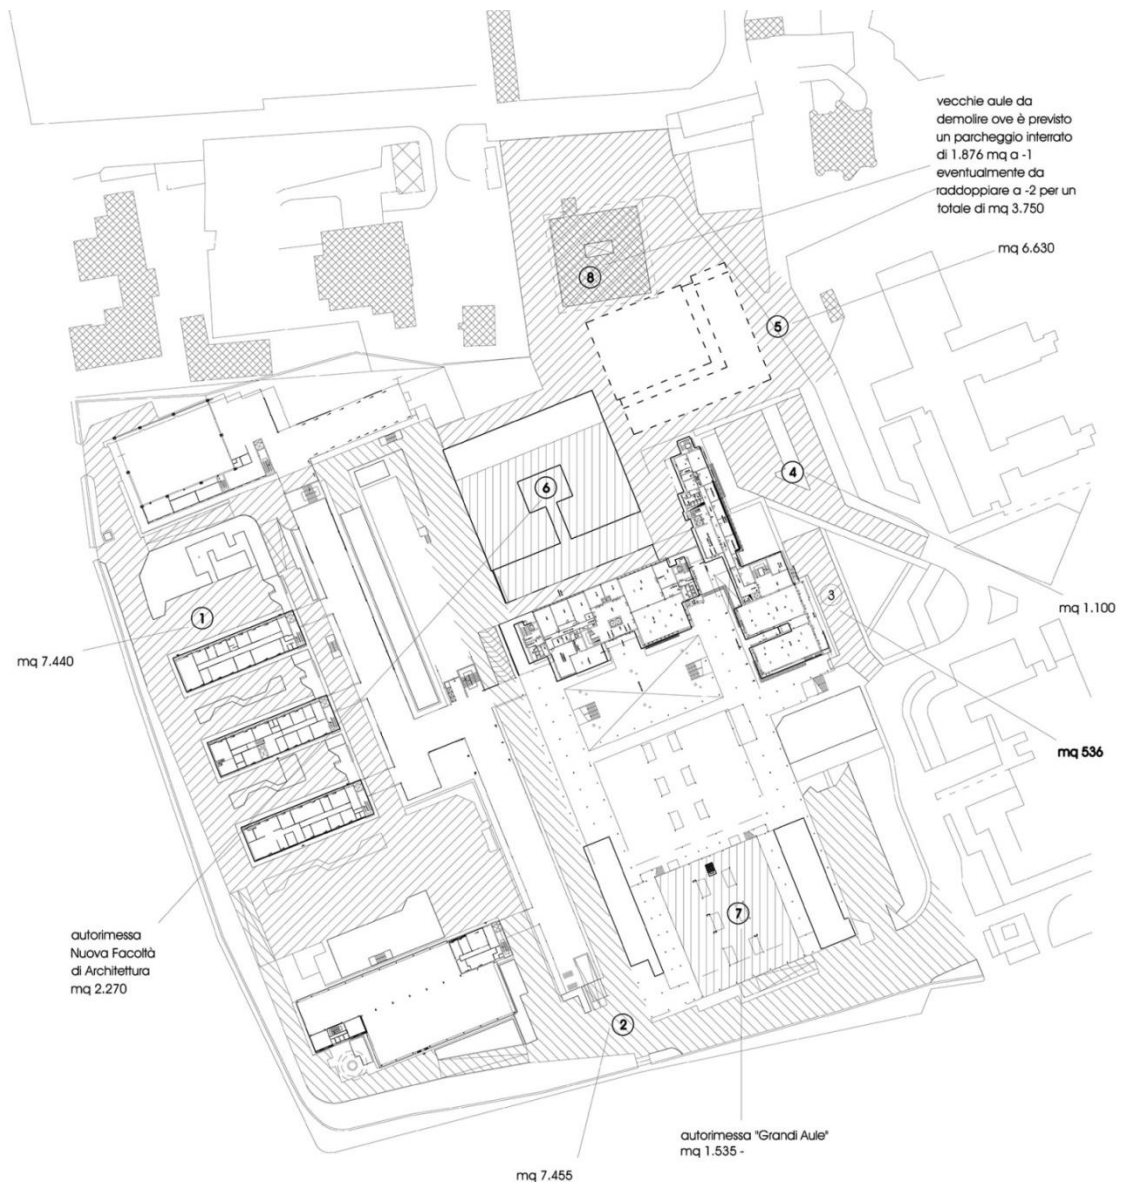 vecchie aule da
demolire ove è previsto
un parcheggio interrato
di 1.876 mq a -1
eventualmente da
raddoppiare a -2 per un
totale di mq 3.750
mq 6.630
8
5
4
6
3
1
mq 1.100
mq 7.440
mq 536
7
autorimessa
Nuova Facoltà
di Architettura
mq 2.270
2
autorimessa "Grandi Aule"
mq 1.535 -
mq 7.455